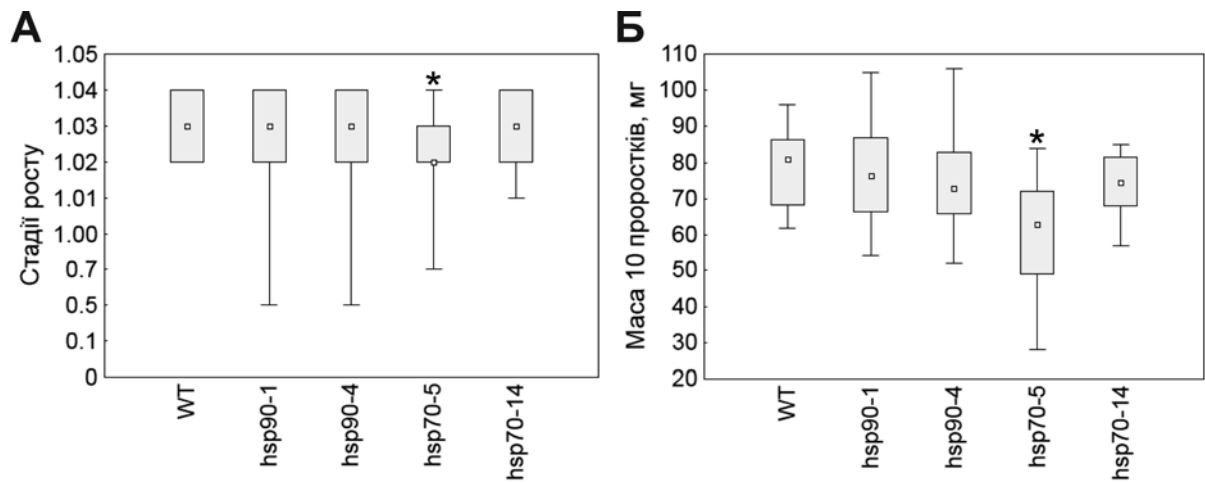 А
Стадії росту
1.05
1.04
1.03
1.02
1.01
1.00
0.7
0.5
0.1
0
*
WT
hsp90-1
hsp90-4
hsp70-5
hsp70-14
Б
Маса 10 проростків, мг
110
100
90
80
70
60
50
40
30
20
*
WT
hsp90-1
hsp90-4
hsp70-5
hsp70-14